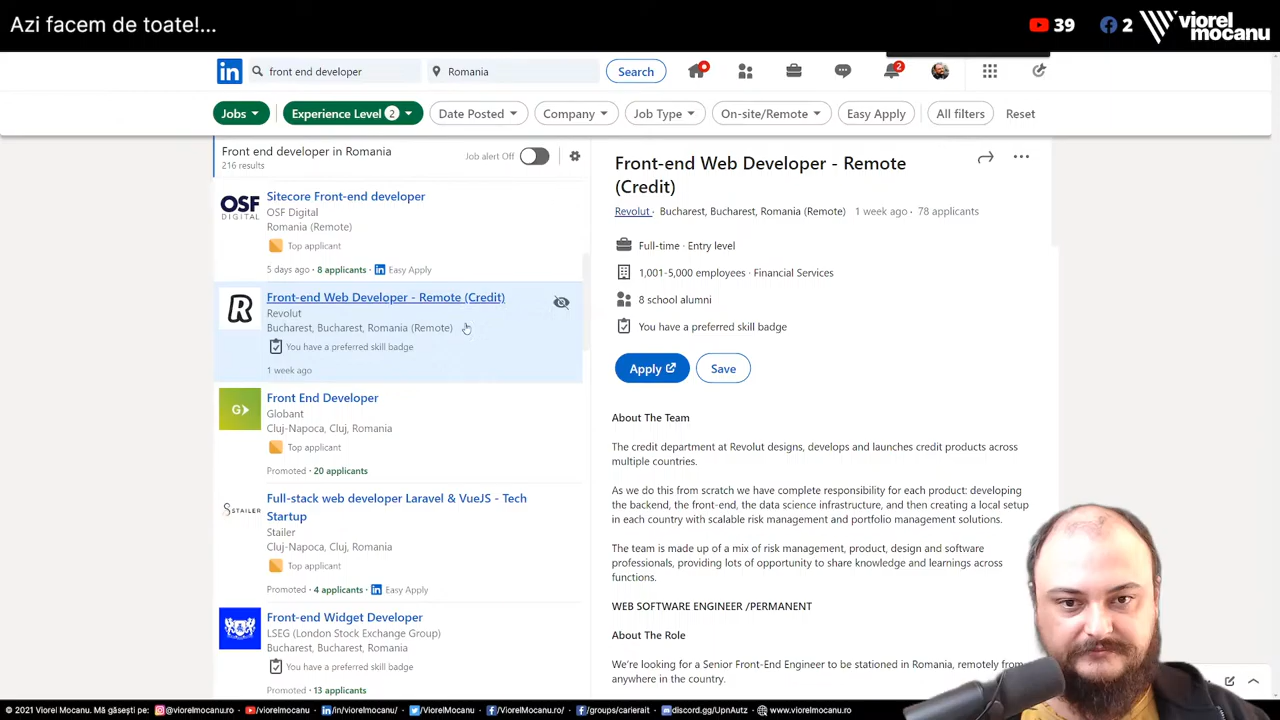 Azi facem de toate!...
39
2
viorel
mocanu
in
front end developer
Romania
Search
2
Jobs
Experience Level 2
Date Posted
Company
Job Type
On-site/Remote
Easy Apply
All filters
Reset
Front end developer in Romania
216 results
Job alert Off
OSF
DIGITAL
Sitecore Front-end developer
OSF Digital
Romania (Remote)
Top applicant
5 days ago · 8 applicants · in Easy Apply
R
Front-end Web Developer - Remote (Credit)
Revolut
Bucharest, Bucharest, Romania (Remote)
You have a preferred skill badge
1 week ago
G
Front End Developer
Globant
Cluj-Napoca, Cluj, Romania
Top applicant
Promoted · 20 applicants
STAILER
Full-stack web developer Laravel & VueJS - Tech
Startup
Stailer
Cluj-Napoca, Cluj, Romania
Top applicant
Promoted · 4 applicants · in Easy Apply
Front-end Widget Developer
LSEG (London Stock Exchange Group)
Bucharest, Bucharest, Romania
You have a preferred skill badge
Promoted · 13 applicants
Front-end Web Developer - Remote
(Credit)
Revolut · Bucharest, Bucharest, Romania (Remote) 1 week ago · 78 applicants
Full-time · Entry level
1,001-5,000 employees · Financial Services
8 school alumni
You have a preferred skill badge
Apply
Save
About The Team
The credit department at Revolut designs, develops and launches credit products across
multiple countries.
As we do this from scratch we have complete responsibility for each product: developing
the backend, the front-end, the data science infrastructure, and then creating a local setup
in each country with scalable risk management and portfolio management solutions.
The team is made up of a mix of risk management, product, design and software
professionals, providing lots of opportunity to share knowledge and learnings across
functions.
WEB SOFTWARE ENGINEER /PERMANENT
About The Role
We're looking for a Senior Front-End Engineer to be stationed in Romania, remotely from
anywhere in the country.
© 2021 Viorel Mocanu. Mă găsești pe: @viorelmocanu.ro /viorelmocanu /in/viorelmocanu/ /ViorelMocanu /ViorelMocanu.ro/ /groups/carierait /discord.gg/UpnAutz www.viorelmocanu.ro